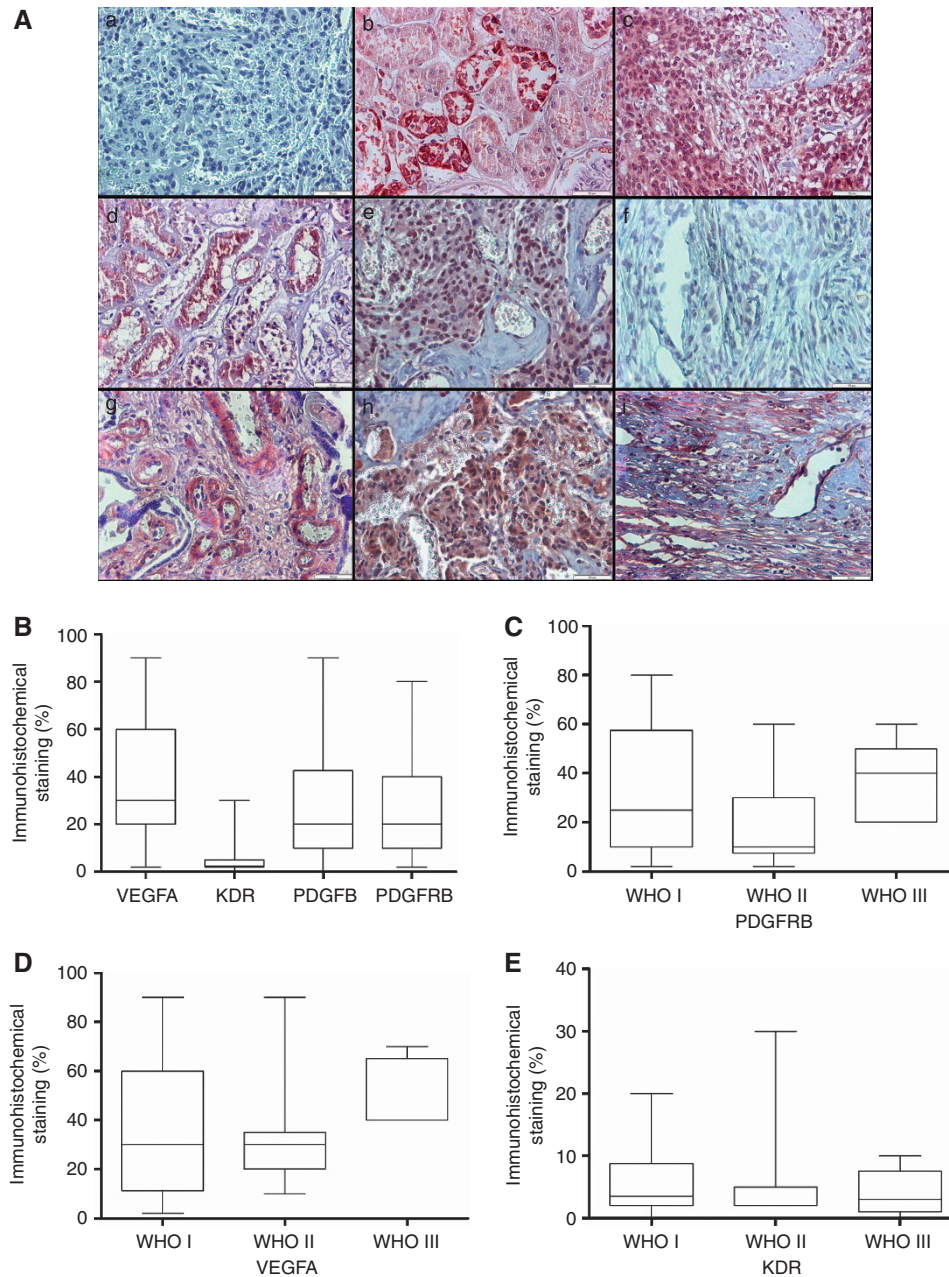 A
a b c
d e f
g h i
B
Immunohistochemical
staining (%)
100
80
60
40
20
0
VEGFA KDR PDGFB PDGFRB
C
Immunohistochemical
staining (%)
100
80
60
40
20
0
WHO I WHO II WHO III
PDGFRB
D
Immunohistochemical
staining (%)
100
80
60
40
20
0
WHO I WHO II WHO III
VEGFA
E
Immunohistochemical
staining (%)
40
30
20
10
0
WHO I WHO II WHO III
KDR